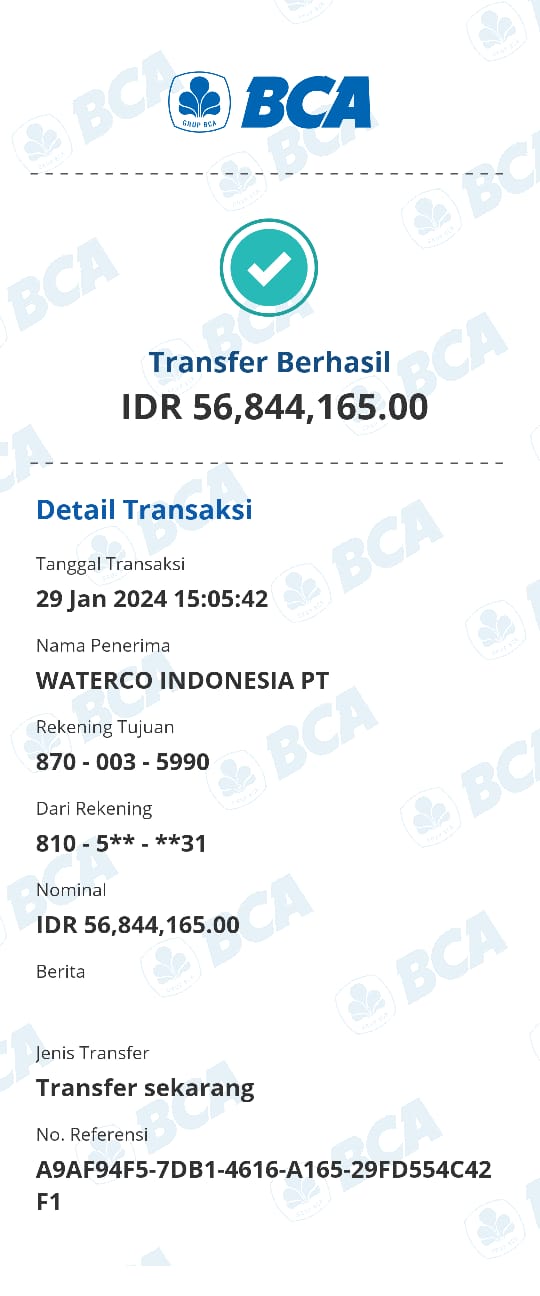 GRUP BCA
BCA
Transfer Berhasil
IDR 56,844,165.00
Detail Transaksi
Tanggal Transaksi
29 Jan 2024 15:05:42
Nama Penerima
WATERCO INDONESIA PT
Rekening Tujuan
870 - 003 - 5990
Dari Rekening
810 - 5** - **31
Nominal
IDR 56,844,165.00
Berita
Jenis Transfer
Transfer sekarang
No. Referensi
A9AF94F5-7DB1-4616-A165-29FD554C42
F1